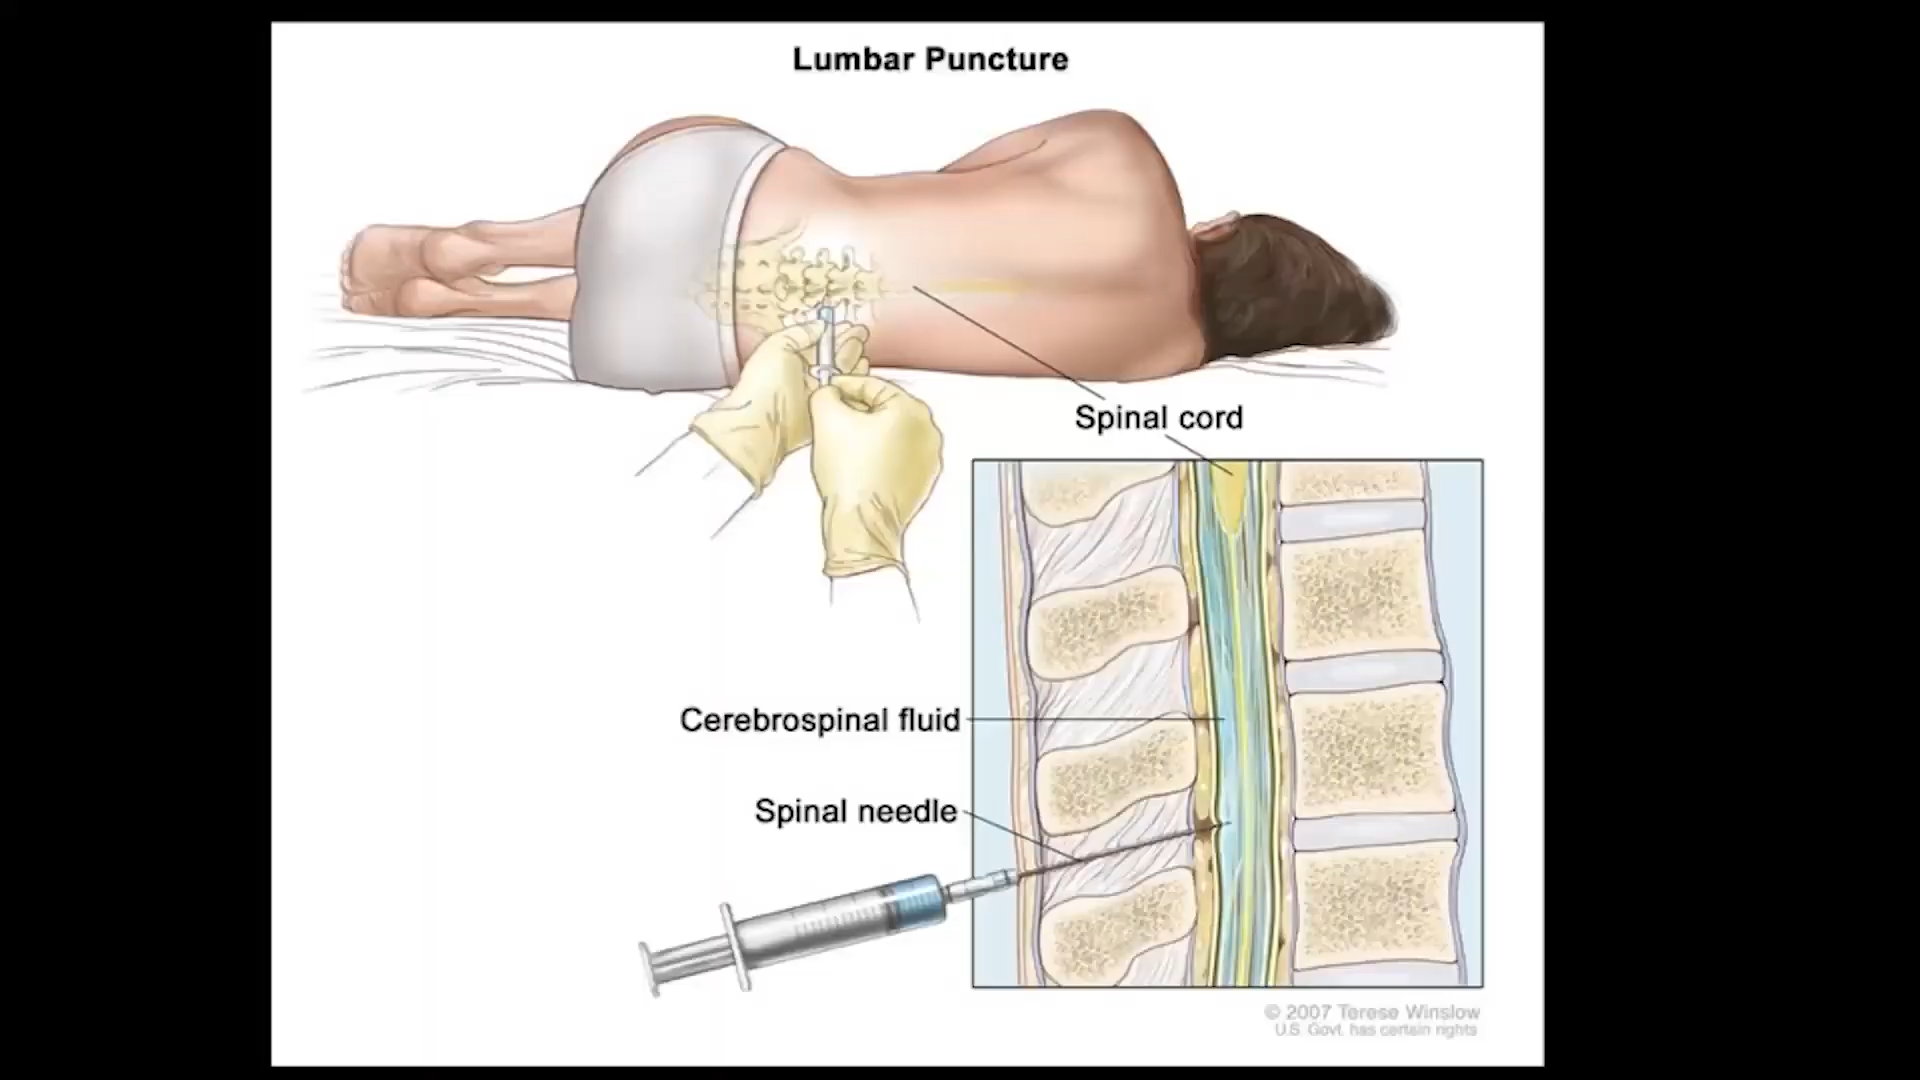 Lumbar Puncture
Spinal cord
Cerebrospinal fluid
Spinal needle
© 2007 Terese Winslow
U.S. Govt. has certain rights